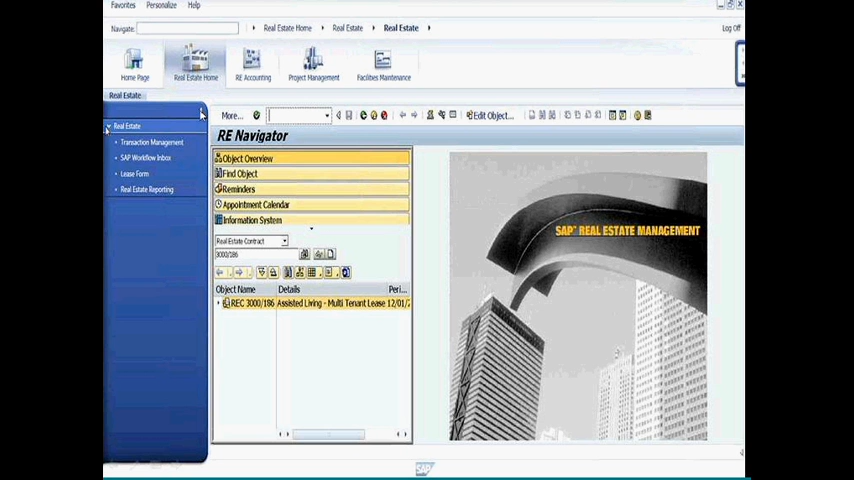 Favorites Personalize Help
Navigate: Real Estate Home Real Estate Real Estate Log Off
Home Page Real Estate Home RE Accounting Project Management Facilities Maintenance
Real Estate
More... Edit Object...
Real Estate
Transaction Management
SAP Workflow Inbox
Lease Form
Real Estate Reporting
RE Navigator
Object Overview
Find Object
Reminders
Appointment Calendar
Information System
Real Estate Contract
3000/186
Object Name Details Peri...
REC 3000/186 Assisted Living - Multi Tenant Lease 12/01/
SAP™ REAL ESTATE MANAGEMENT
SAP